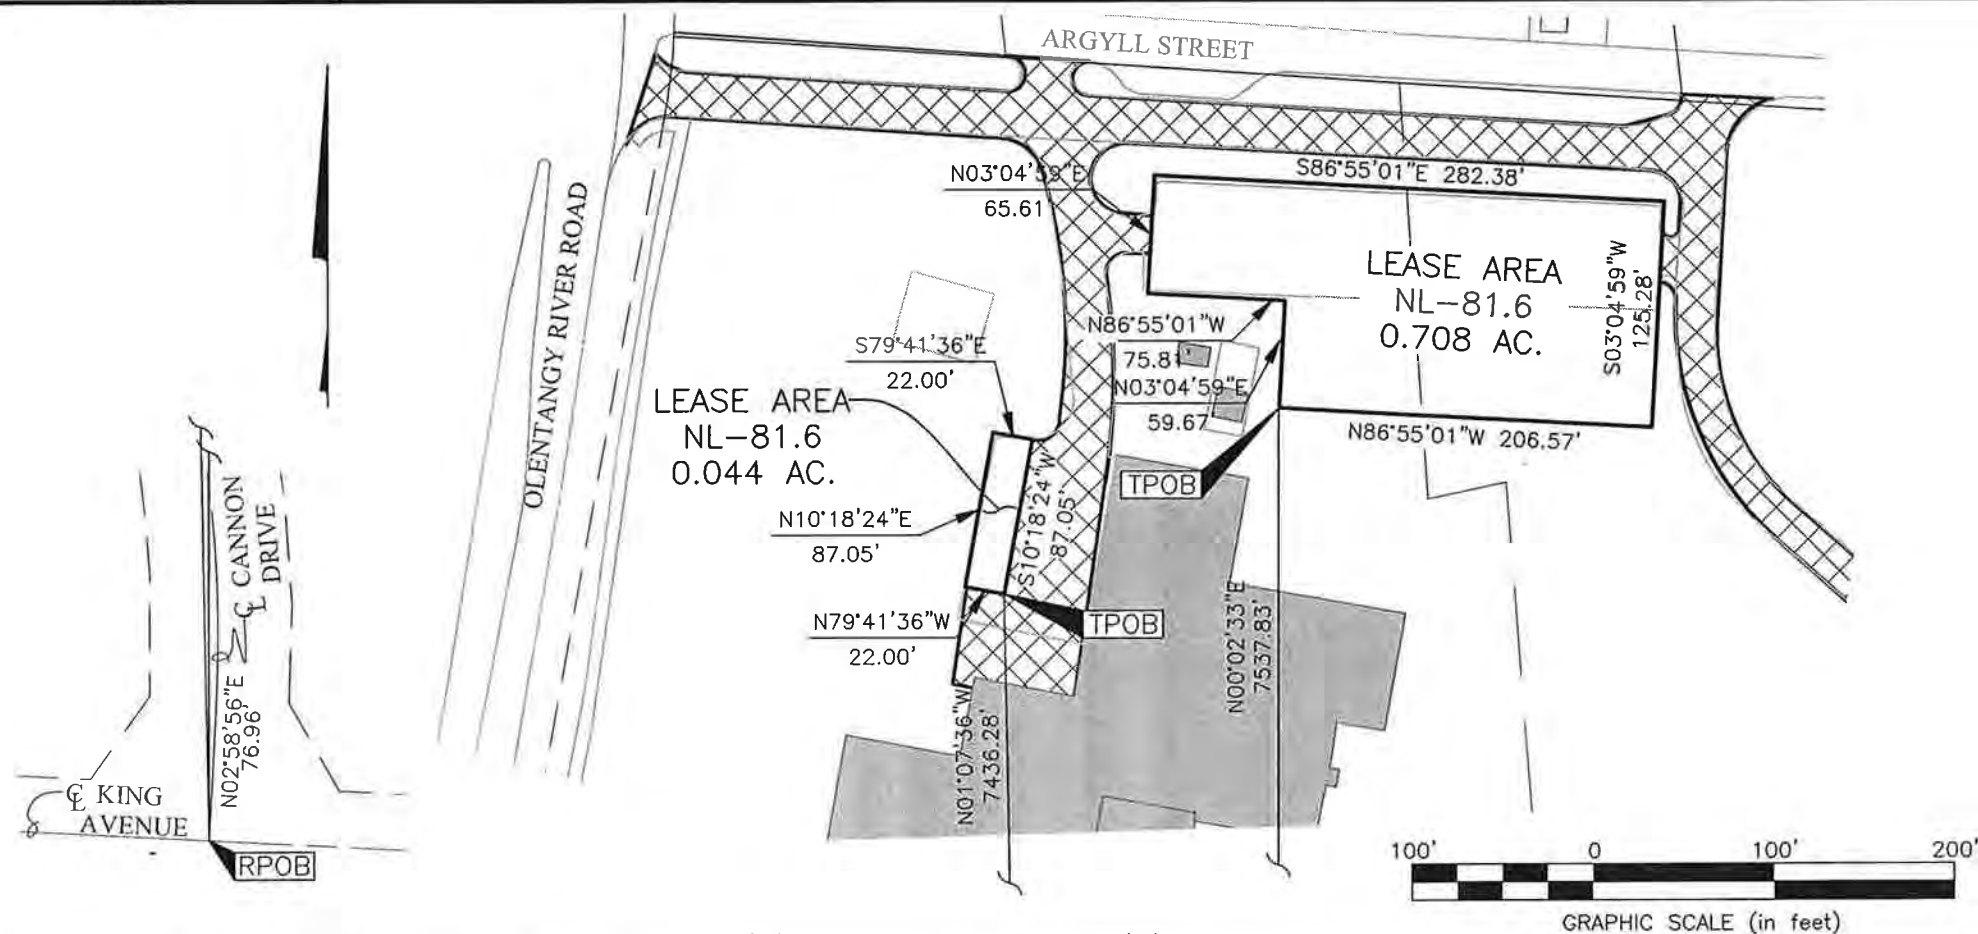 ARGYLL STREET
N03°04'59"E
65.61'
S86°55'01"E 282.38'
LEASE AREA
NL-81.6
0.708 AC.
S03°04'59"W
125.28'
N86°55'01"W
75.81'
N03°04'59"E
59.67'
N86°55'01"W 206.57'
TPOB
OLENTANGY RIVER ROAD
S79°41'36"E
22.00'
LEASE AREA
NL-81.6
0.044 AC.
N10°18'24"E
87.05'
S10°18'24"W
87.05'
N79°41'36"W
22.00'
TPOB
N01°07'36"W
7436.28'
N00°02'33"E
7537.83'
℄ CANNON
DRIVE
N02°58'56"E
76.96'
℄ KING
AVENUE
RPOB
100' 0 100' 200'
GRAPHIC SCALE (in feet)